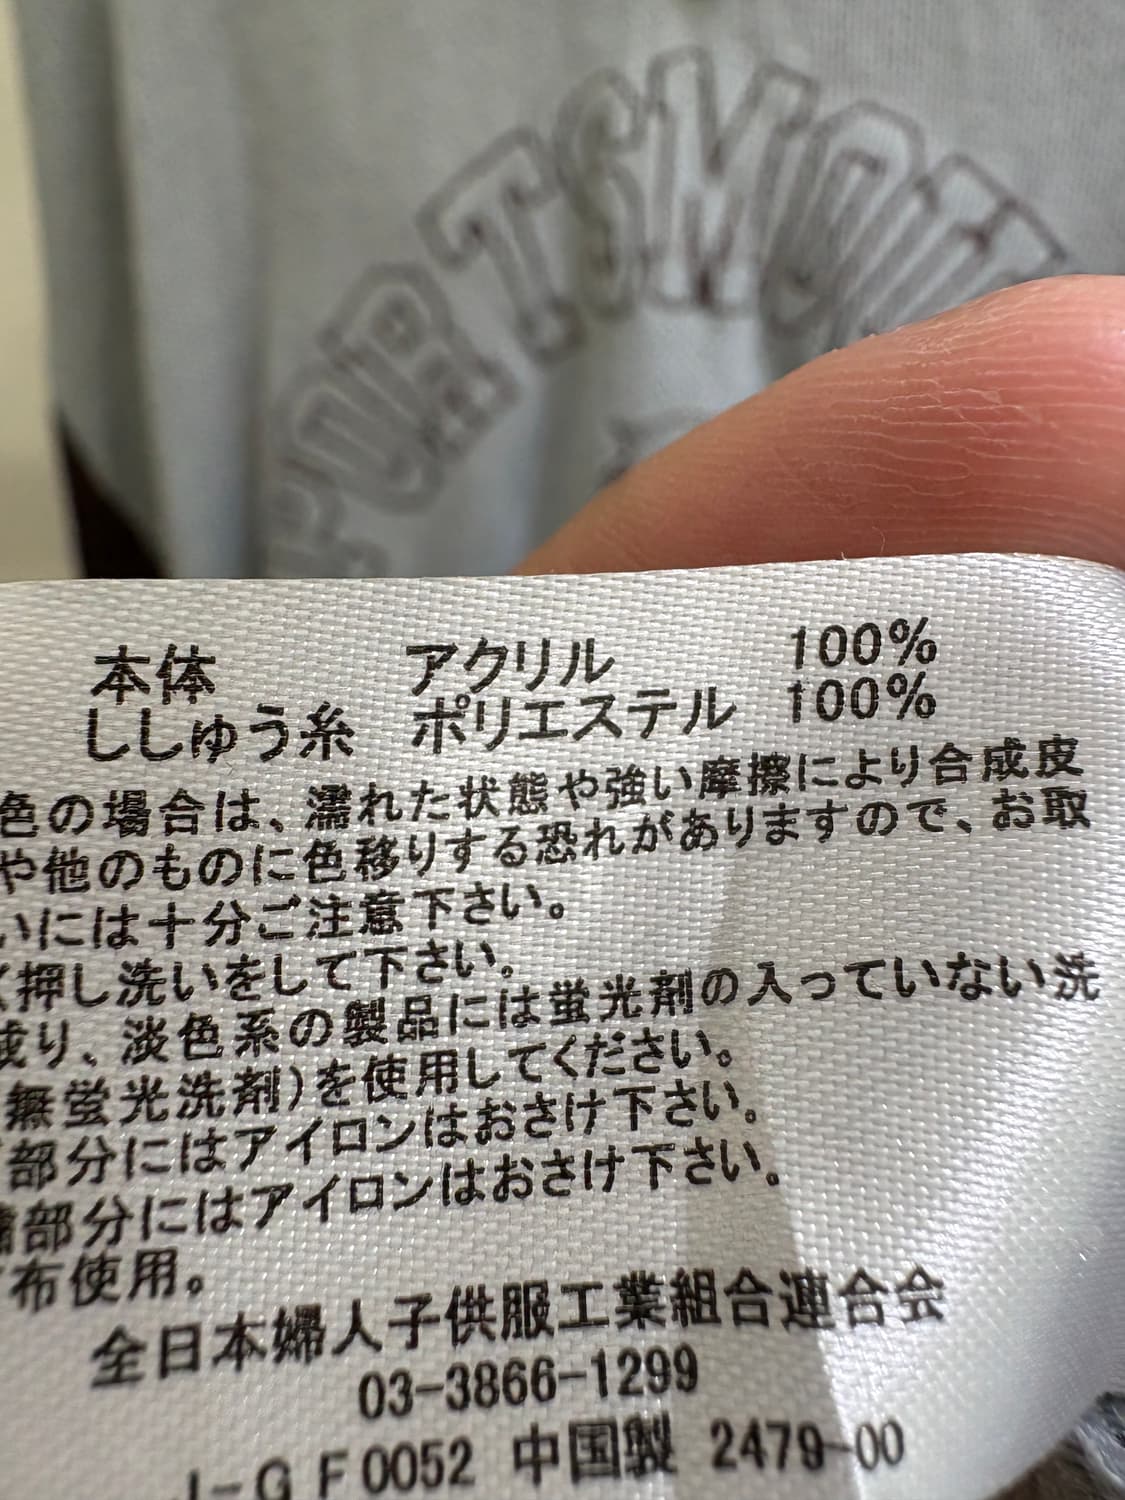 PORTSMOU
本体 アクリル 100%
ししゅう糸 ポリエステル 100%
色の場合は、濡れた状態や強い摩擦により合成皮
や他のものに色移りする恐れがありますので、お取
いには十分ご注意下さい。
く押し洗いをして下さい。
成り、淡色系の製品には蛍光剤の入っていない洗
無蛍光洗剤)を使用してください。
部分にはアイロンはおさけ下さい。
部分にはアイロンはおさけ下さい。
布使用。
全日本婦人子供服工業組合連合会
03-3866-1299
J-G F0052 中国製 2479-00